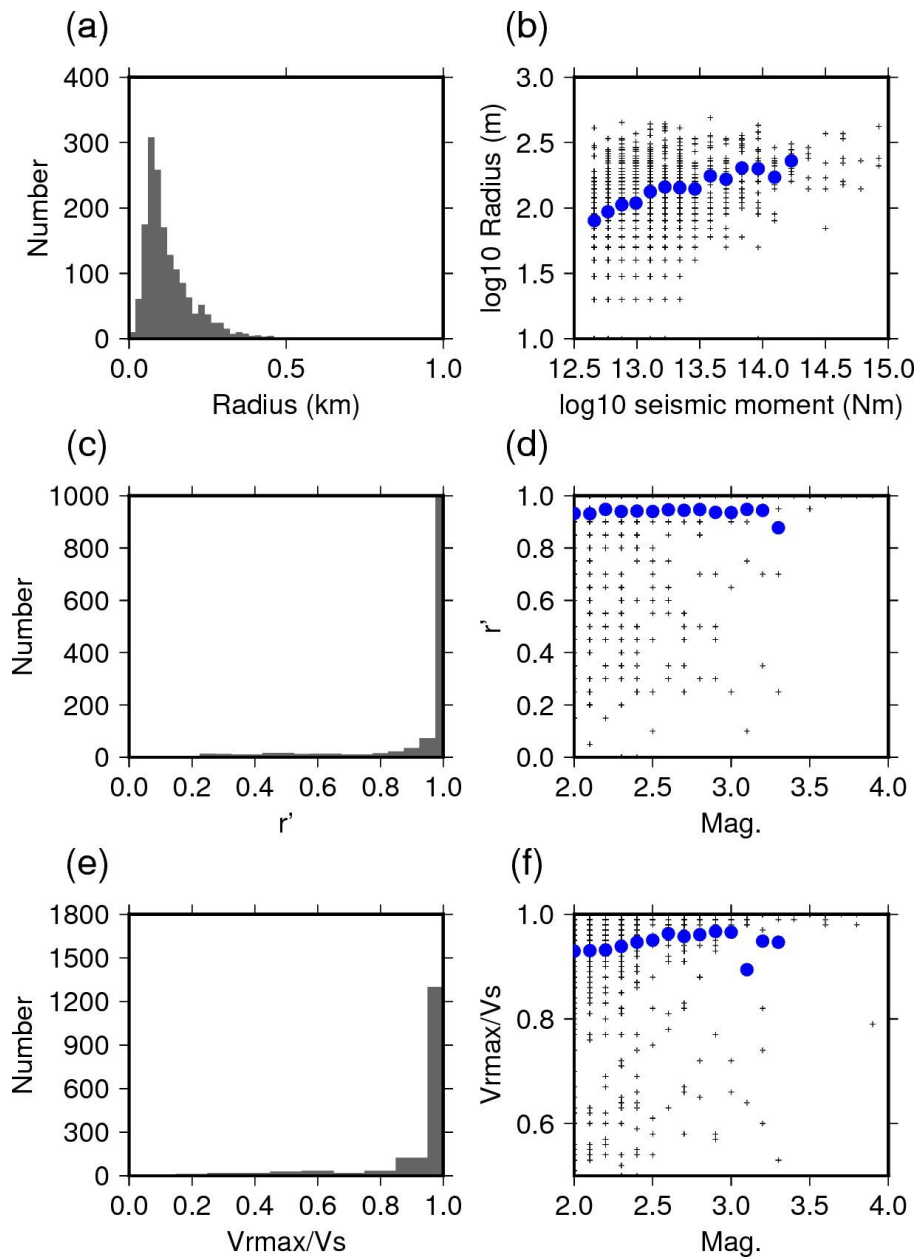 (a)
400
300
200
100
0
Number
0.0 0.5 1.0
Radius (km)
(b)
3.0
2.5
2.0
1.5
1.0
log10 Radius (m)
12.5 13.0 13.5 14.0 14.5 15.0
log10 seismic moment (Nm)
(c)
1000
800
600
400
200
0
Number
0.0 0.2 0.4 0.6 0.8 1.0
r'
(d)
1.0
0.8
0.6
0.4
0.2
0.0
r'
2.0 2.5 3.0 3.5 4.0
Mag.
(e)
1800
1500
1200
900
600
300
0
Number
0.0 0.2 0.4 0.6 0.8 1.0
Vrmax/Vs
(f)
1.0
0.8
0.6
Vrmax/Vs
2.0 2.5 3.0 3.5 4.0
Mag.